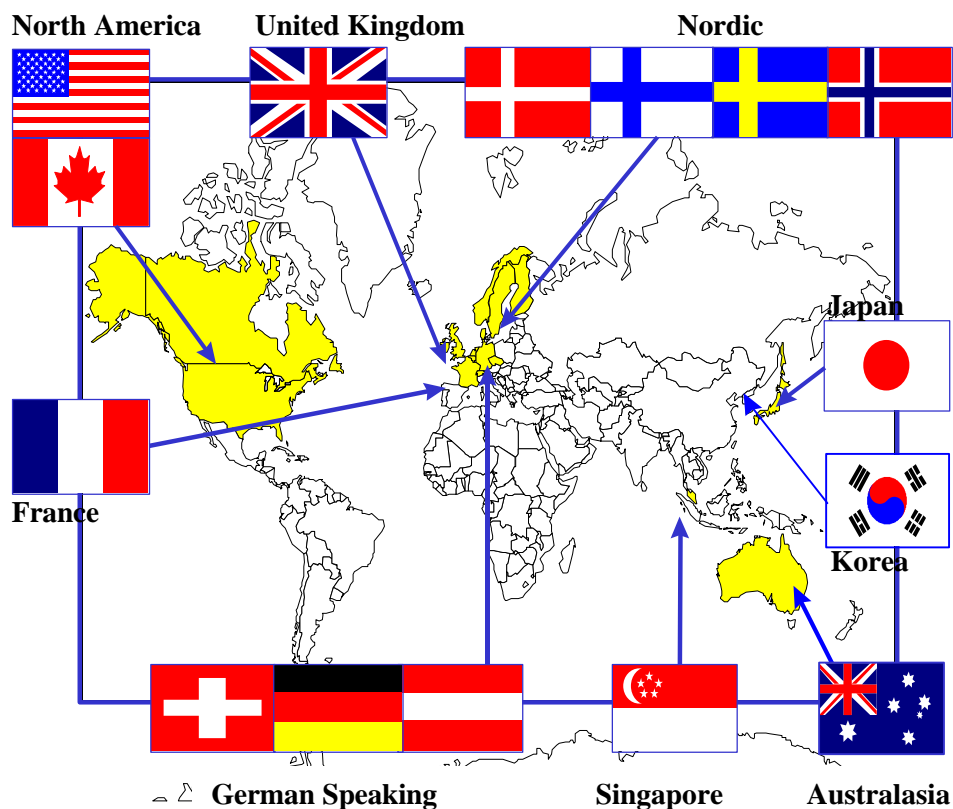 North America
United Kingdom
Nordic
Japan
France
Korea
German Speaking
Singapore
Australasia